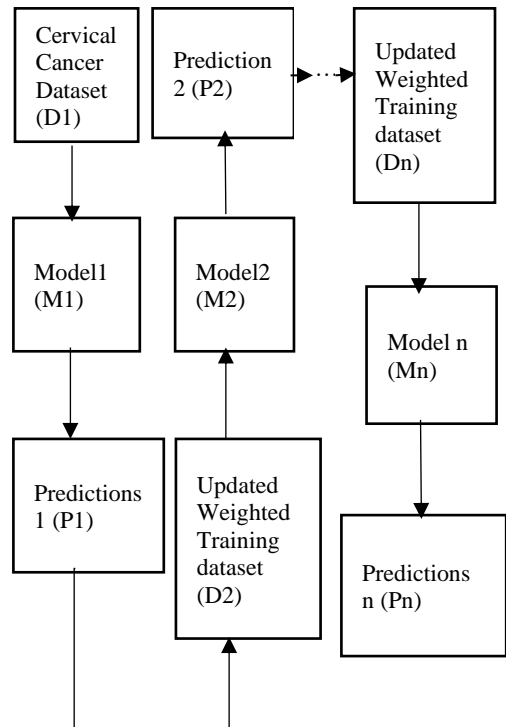 Cervical
Cancer
Dataset
(D1)
Model1
(M1)
Predictions
1 (P1)
Updated
Weighted
Training
dataset
(D2)
Model2
(M2)
Prediction
2 (P2)
...
Updated
Weighted
Training
dataset
(Dn)
Model n
(Mn)
Predictions
n (Pn)